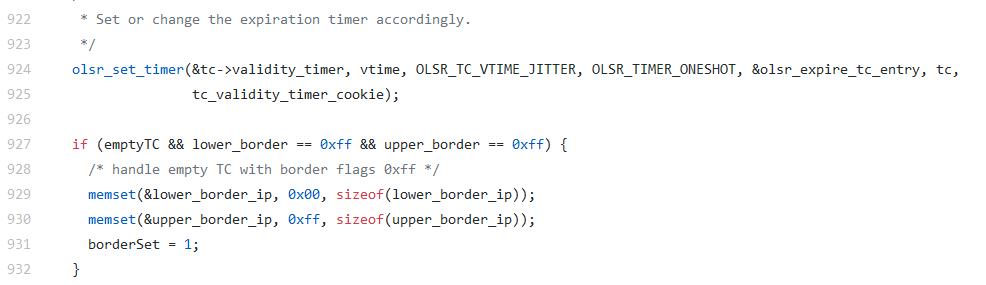 922 * Set or change the expiration timer accordingly.
923 */
924 olsr_set_timer(&tc->validity_timer, vtime, OLSR_TC_VTIME_JITTER, OLSR_TIMER_ONESHOT, &olsr_expire_tc_entry, tc,
925 tc_validity_timer_cookie);
926
927 if (emptyTC && lower_border == 0xff && upper_border == 0xff) {
928 /* handle empty TC with border flags 0xff */
929 memset(&lower_border_ip, 0x00, sizeof(lower_border_ip));
930 memset(&upper_border_ip, 0xff, sizeof(upper_border_ip));
931 borderSet = 1;
932 }